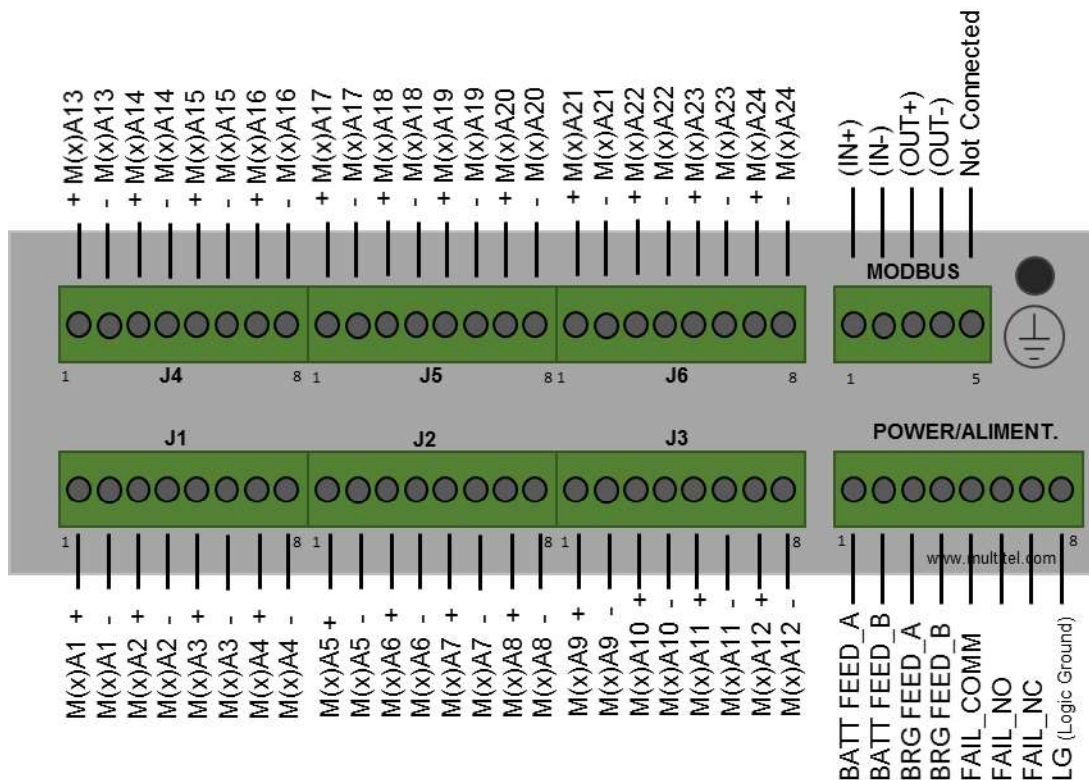 + M(x)A13
- M(x)A13
+ M(x)A14
- M(x)A14
+ M(x)A15
- M(x)A15
+ M(x)A16
- M(x)A16
+ M(x)A17
- M(x)A17
+ M(x)A18
- M(x)A18
+ M(x)A19
- M(x)A19
+ M(x)A20
- M(x)A20
+ M(x)A21
- M(x)A21
+ M(x)A22
- M(x)A22
+ M(x)A23
- M(x)A23
+ M(x)A24
- M(x)A24
(IN+)
(IN-)
(OUT+)
(OUT-)
Not Connected
MODBUS
1 J4 8
1 J5 8
1 J6 8
1 5
J1
J2
J3
POWER/ALIMENT.
1 8
1 8
1 8
1 8
www.multitel.com
M(x)A1 +
M(x)A1 -
M(x)A2 +
M(x)A2 -
M(x)A3 +
M(x)A3 -
M(x)A4 +
M(x)A4 -
M(x)A5 +
M(x)A5 -
M(x)A6 +
M(x)A6 -
M(x)A7 +
M(x)A7 -
M(x)A8 +
M(x)A8 -
M(x)A9 +
M(x)A9 -
M(x)A10 +
M(x)A10 -
M(x)A11 +
M(x)A11 -
M(x)A12 +
M(x)A12 -
BATT FEED_A
BATT FEED_B
BRG FEED_A
BRG FEED_B
FAIL_COMM
FAIL_NO
FAIL_NC
LG (Logic Ground)